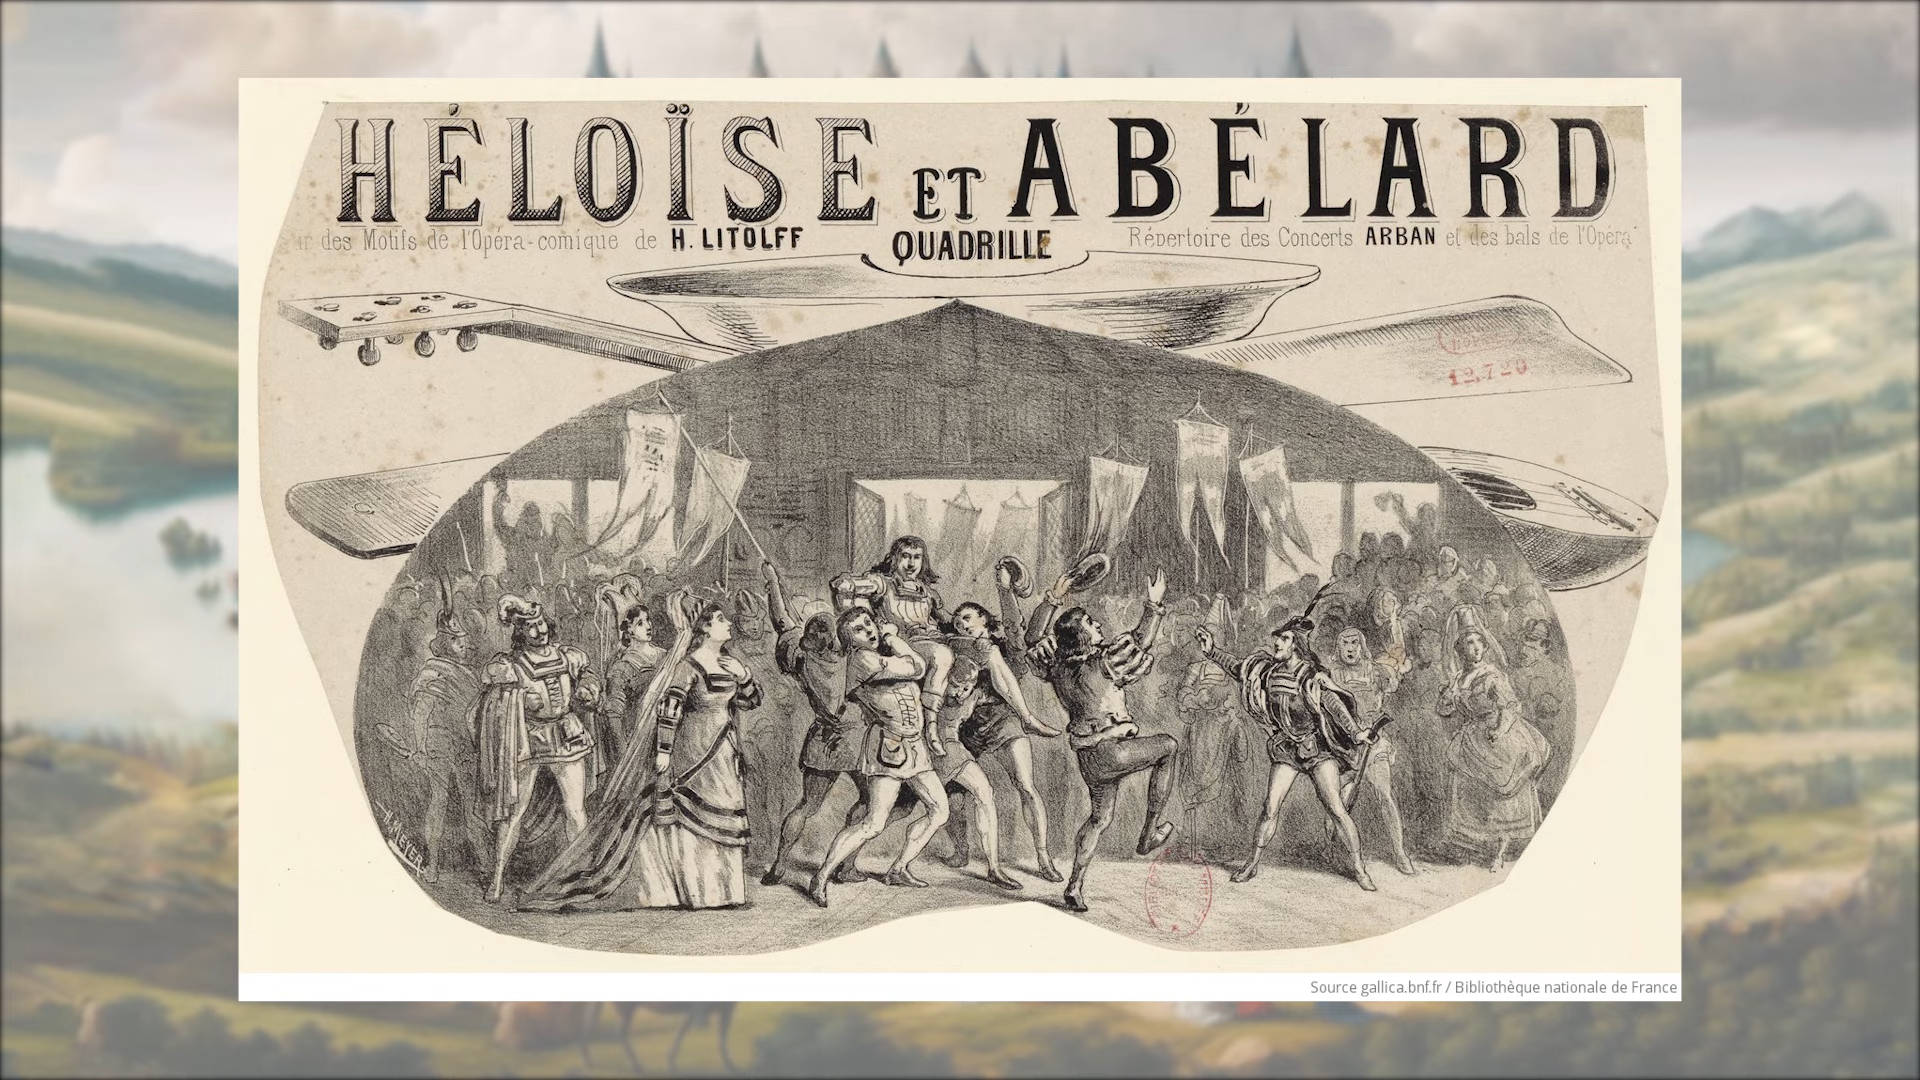 HÉLOÏSE ET ABÉLARD
des Motifs de l'Opéra-comique de H. LITOLFF
QUADRILLE
Répertoire des Concerts ARBAN et des bals de l'Opéra
12,720
H. MEYER
Source gallica.bnf.fr / Bibliothèque nationale de France